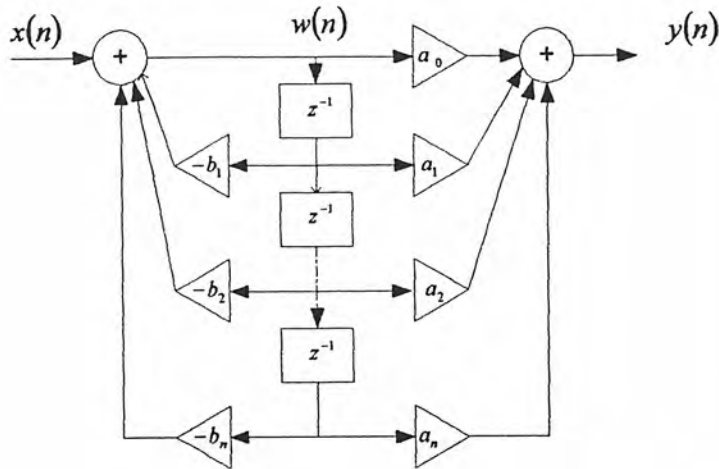 x(n) w(n) y(n)
+ a₀ +
z⁻¹
−b₁ a₁
z⁻¹
−b₂ a₂
z⁻¹
−bₙ aₙ